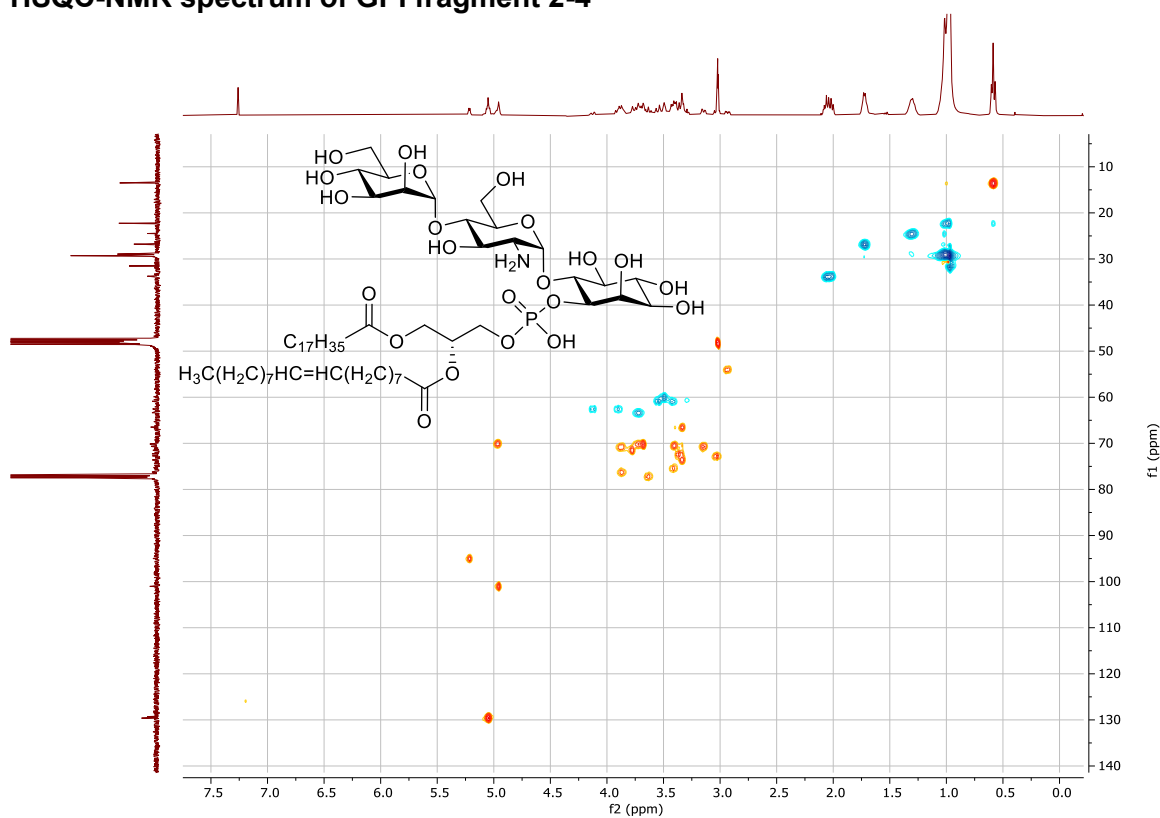 HSQC-NMR spectrum of GPI fragment 2-4
HO OH
HO O OH
HO
O O
HO
H₂N HO OH
O
O O OH
O P O OH
C₁₇H₃₅ O O OH
H₃C(H₂C)₇HC=HC(H₂C)₇ O
O
10
20
30
40
50
60
70
80
90
100
110
120
130
140
f1 (ppm)
7.5 7.0 6.5 6.0 5.5 5.0 4.5 4.0 3.5 3.0 2.5 2.0 1.5 1.0 0.5 0.0
f2 (ppm)